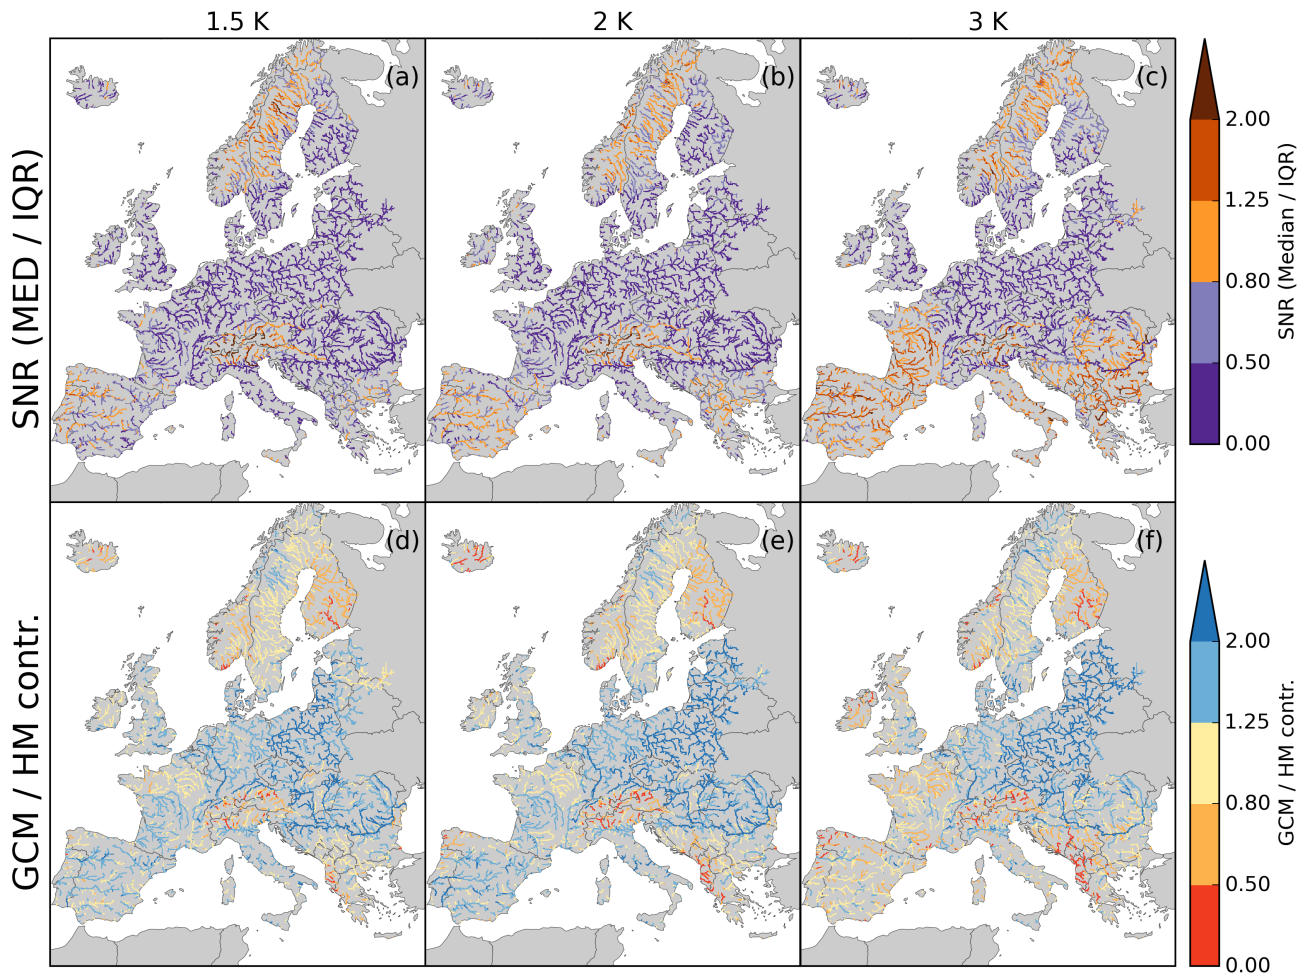 1.5 K
2 K
3 K
SNR (MED / IQR)
(a)
(b)
(c)
2.00
1.25
0.80
0.50
0.00
SNR (Median / IQR)
GCM / HM contr.
(d)
(e)
(f)
2.00
1.25
0.80
0.50
0.00
GCM / HM contr.